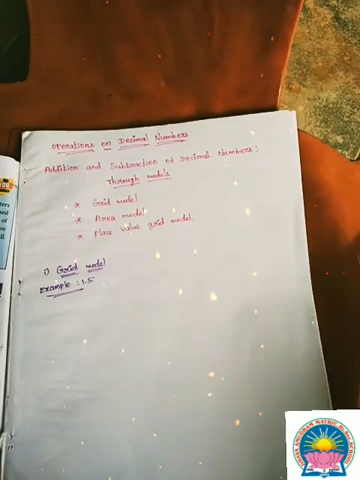 Operations on Decimal Numbers
Addition and Subtraction of Decimal Numbers:
Through models
* Grid model
* Area model
* Place value grid model.
1) Grid model
Example : 1.5